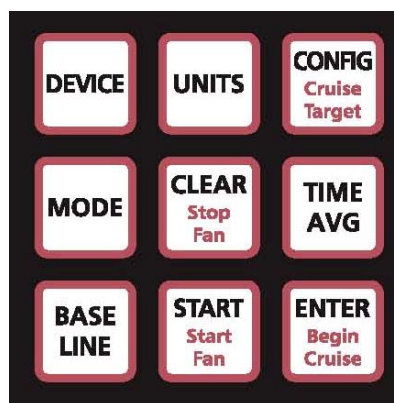 DEVICE
UNITS
CONFIG
Cruise
Target
MODE
CLEAR
Stop
Fan
TIME
AVG
BASE
LINE
START
Start
Fan
ENTER
Begin
Cruise